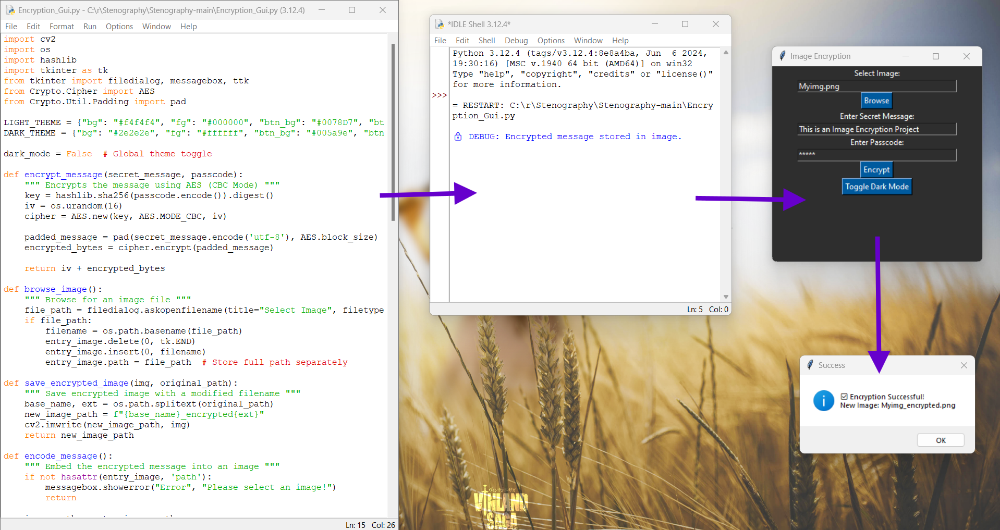 Encryption_Gui.py - C:\r\Stenography\Stenography-main\Encryption_Gui.py (3.12.4)
File Edit Format Run Options Window Help
import cv2
import os
import hashlib
import tkinter as tk
from tkinter import filedialog, messagebox, ttk
from Crypto.Cipher import AES
from Crypto.Util.Padding import pad
LIGHT_THEME = {"bg": "#f4f4f4", "fg": "#000000", "btn_bg": "#0078D7", "bt
DARK_THEME = {"bg": "#2e2e2e", "fg": "#ffffff", "btn_bg": "#005a9e", "btn
dark_mode = False  # Global theme toggle
def encrypt_message(secret_message, passcode):
    """ Encrypts the message using AES (CBC Mode) """
    key = hashlib.sha256(passcode.encode()).digest()
    iv = os.urandom(16)
    cipher = AES.new(key, AES.MODE_CBC, iv)
    padded_message = pad(secret_message.encode('utf-8'), AES.block_size)
    encrypted_bytes = cipher.encrypt(padded_message)
    return iv + encrypted_bytes
def browse_image():
    """ Browse for an image file """
    file_path = filedialog.askopenfilename(title="Select Image", filetype
    if file_path:
        filename = os.path.basename(file_path)
        entry_image.delete(0, tk.END)
        entry_image.insert(0, filename)
        entry_image.path = file_path  # Store full path separately
def save_encrypted_image(img, original_path):
    """ Save encrypted image with a modified filename """
    base_name, ext = os.path.splitext(original_path)
    new_image_path = f"{base_name}_encrypted{ext}"
    cv2.imwrite(new_image_path, img)
    return new_image_path
def encode_message():
    """ Embed the encrypted message into an image """
    if not hasattr(entry_image, 'path'):
        messagebox.showerror("Error", "Please select an image!")
        return
Ln: 15 Col: 26
*IDLE Shell 3.12.4*
File Edit Shell Debug Options Window Help
Python 3.12.4 (tags/v3.12.4:8e8a4ba, Jun  6 2024,
19:30:16) [MSC v.1940 64 bit (AMD64)] on win32
Type "help", "copyright", "credits" or "license()"
for more information.
>>>
= RESTART: C:\r\Stenography\Stenography-main\Encry
ption_Gui.py
🔒 DEBUG: Encrypted message stored in image.
Ln: 5 Col: 0
Image Encryption
Select Image:
Myimg.png
Browse
Enter Secret Message:
This is an Image Encryption Project
Enter Passcode:
*****
Encrypt
Toggle Dark Mode
Success
☑ Encryption Successful!
New Image: Myimg_encrypted.png
OK
ヴィンランド・サガ
VINLAND
SAGA